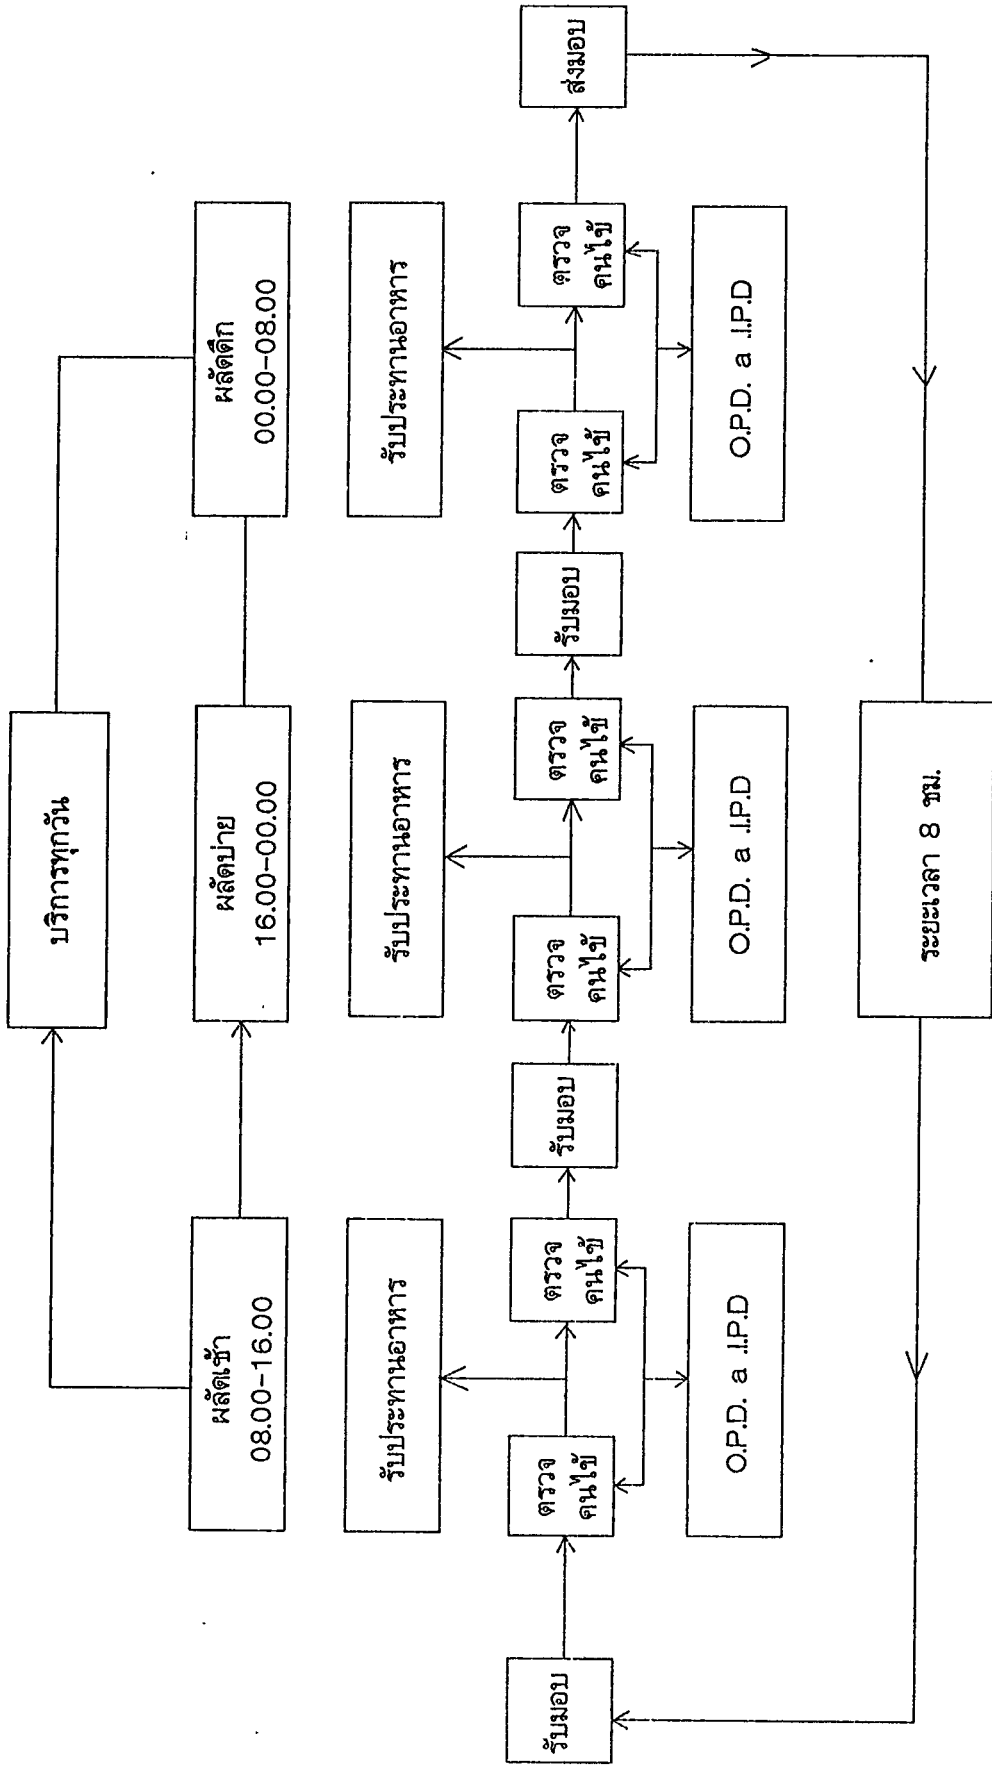 บริการทุกวัน
ผลัดเช้า
08.00-16.00
ผลัดบ่าย
16.00-00.00
ผลัดดึก
00.00-08.00
รับประทานอาหาร
รับประทานอาหาร
รับประทานอาหาร
รับมอบ
ตรวจ
คนไข้
ตรวจ
คนไข้
รับมอบ
ตรวจ
คนไข้
ตรวจ
คนไข้
รับมอบ
ตรวจ
คนไข้
ตรวจ
คนไข้
ส่งมอบ
O.P.D. a .I.P.D
O.P.D. a .I.P.D
O.P.D. a .I.P.D
ระยะเวลา 8 ชม.